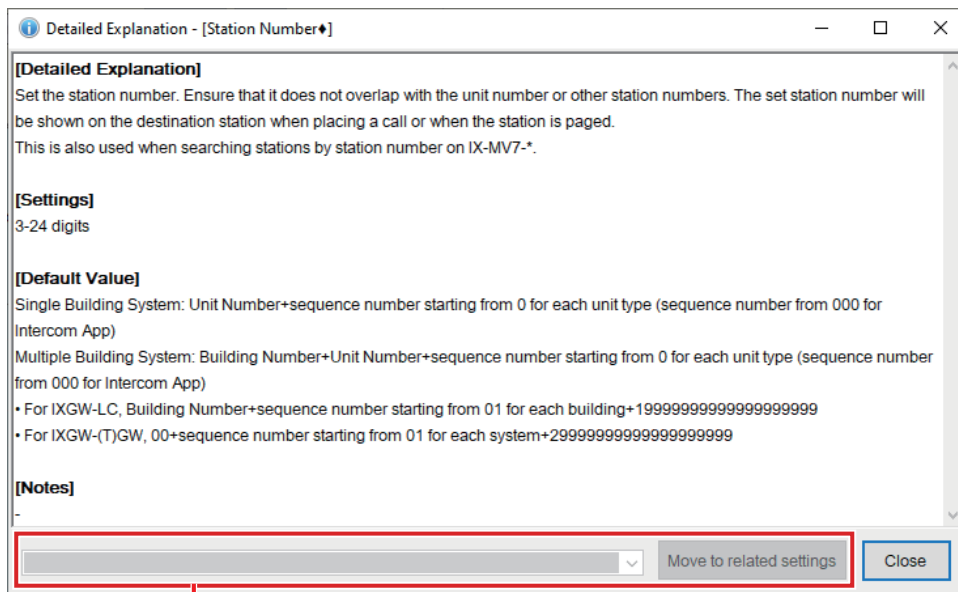 Detailed Explanation - [Station Number♦]
[Detailed Explanation]
Set the station number. Ensure that it does not overlap with the unit number or other station numbers. The set station number will
be shown on the destination station when placing a call or when the station is paged.
This is also used when searching stations by station number on IX-MV7-*.
[Settings]
3-24 digits
[Default Value]
Single Building System: Unit Number+sequence number starting from 0 for each unit type (sequence number from 000 for
Intercom App)
Multiple Building System: Building Number+Unit Number+sequence number starting from 0 for each unit type (sequence number
from 000 for Intercom App)
• For IXGW-LC, Building Number+sequence number starting from 01 for each building+19999999999999999999
• For IXGW-(T)GW, 00+sequence number starting from 01 for each system+29999999999999999999
[Notes]
-
Move to related settings
Close